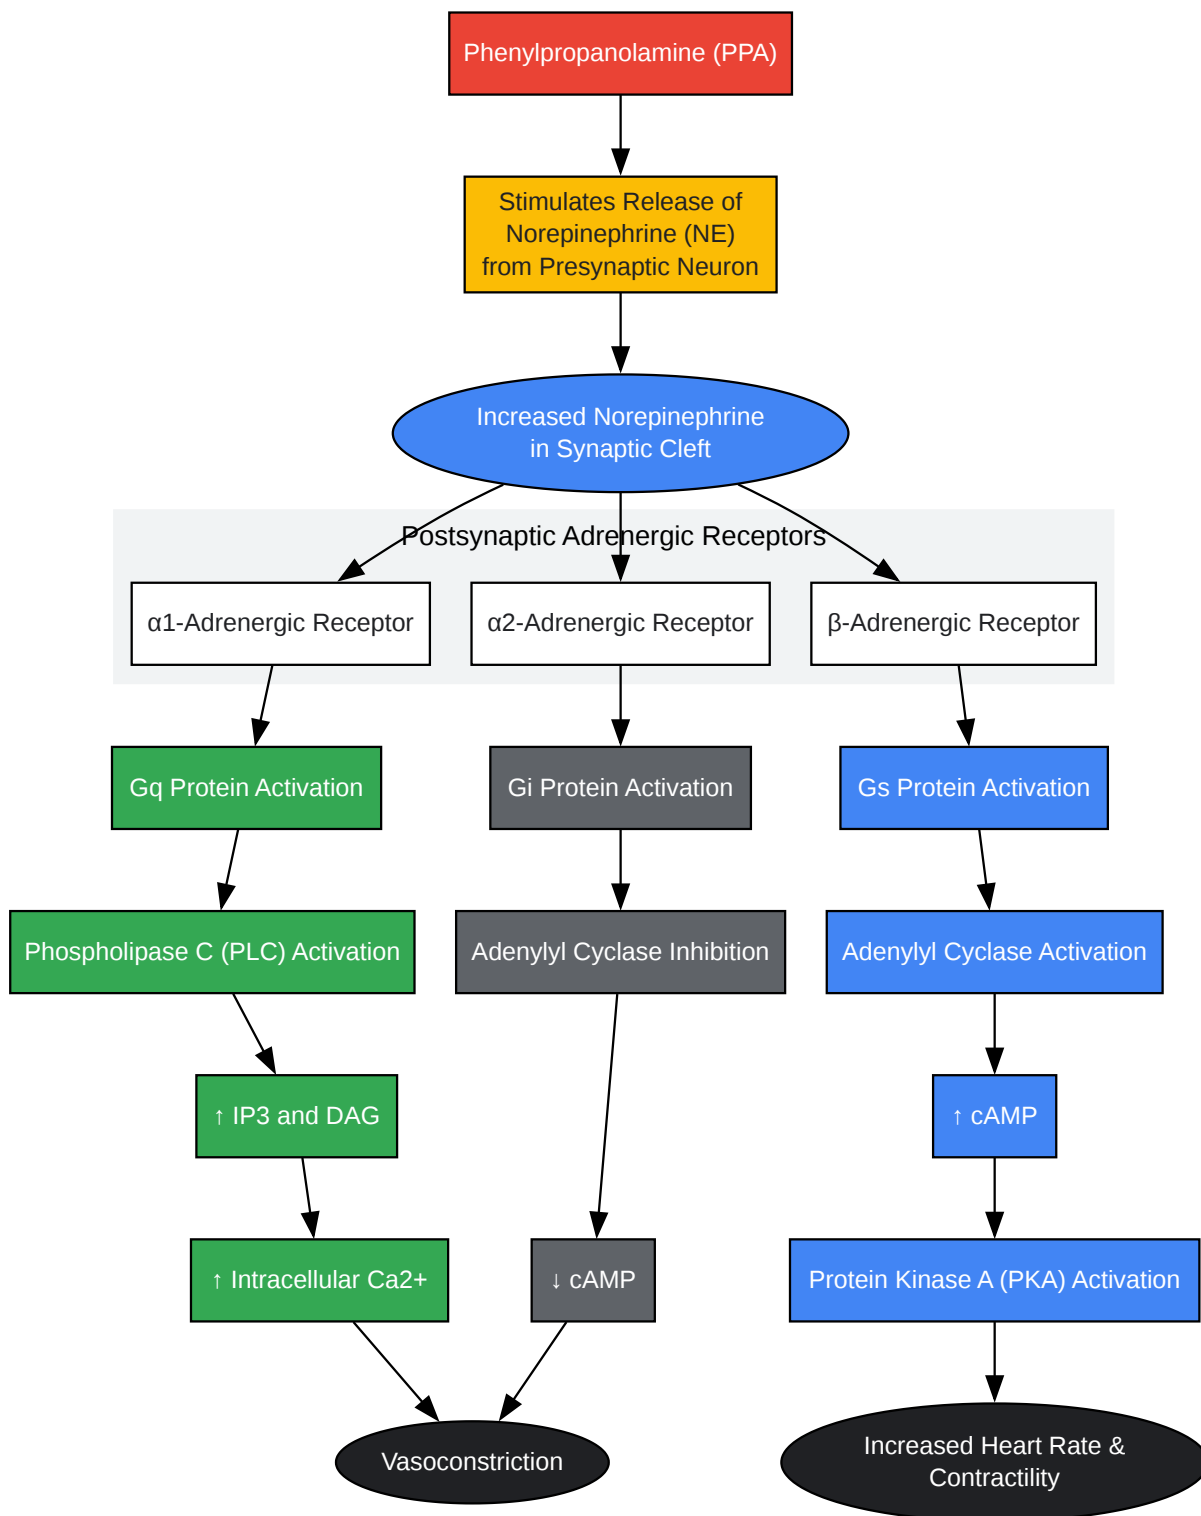 Phenylpropanolamine (PPA)
Stimulates Release of
Norepinephrine (NE)
from Presynaptic Neuron
Increased Norepinephrine
in Synaptic Cleft
Postsynaptic Adrenergic Receptors
α1-Adrenergic Receptor
α2-Adrenergic Receptor
β-Adrenergic Receptor
Gq Protein Activation
Gi Protein Activation
Gs Protein Activation
Phospholipase C (PLC) Activation
Adenylyl Cyclase Inhibition
Adenylyl Cyclase Activation
↑ IP3 and DAG
↑ cAMP
↑ Intracellular Ca2+
↓ cAMP
Protein Kinase A (PKA) Activation
Vasoconstriction
Increased Heart Rate &
Contractility